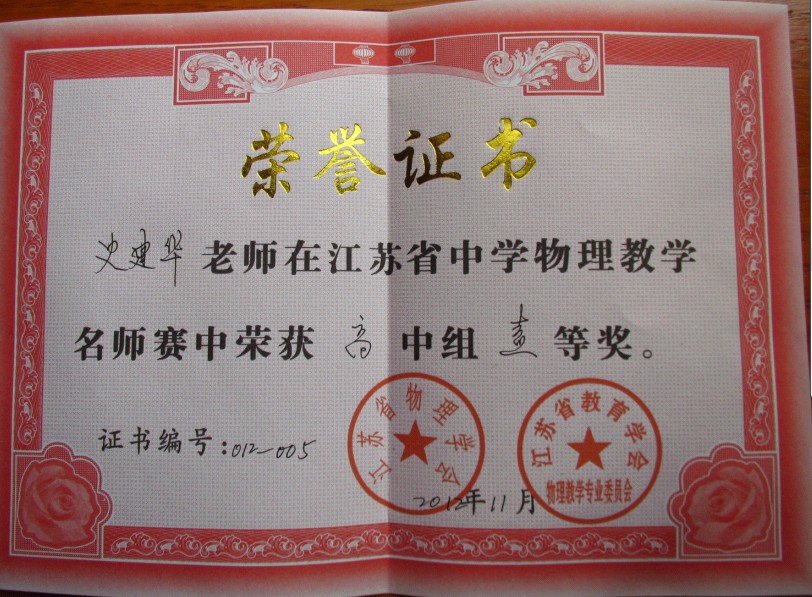 荣誉证书
史建华老师在江苏省中学物理教学
名师赛中荣获 高 中组 壹 等奖。
证书编号:012-005
江苏省物理学会
江苏省教育学会
物理教学专业委员会
2012年11月